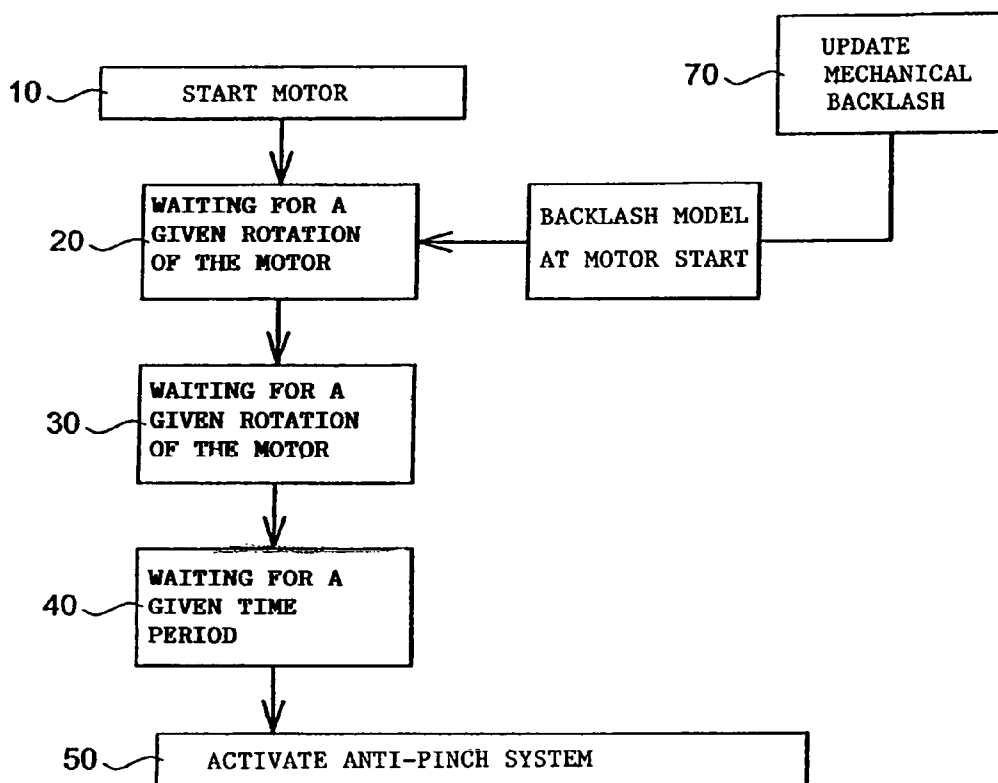 10
START MOTOR
70
UPDATE
MECHANICAL
BACKLASH
20
WAITING FOR A
GIVEN ROTATION
OF THE MOTOR
BACKLASH MODEL
AT MOTOR START
30
WAITING FOR A
GIVEN ROTATION
OF THE MOTOR
40
WAITING FOR A
GIVEN TIME
PERIOD
50
ACTIVATE ANTI-PINCH SYSTEM